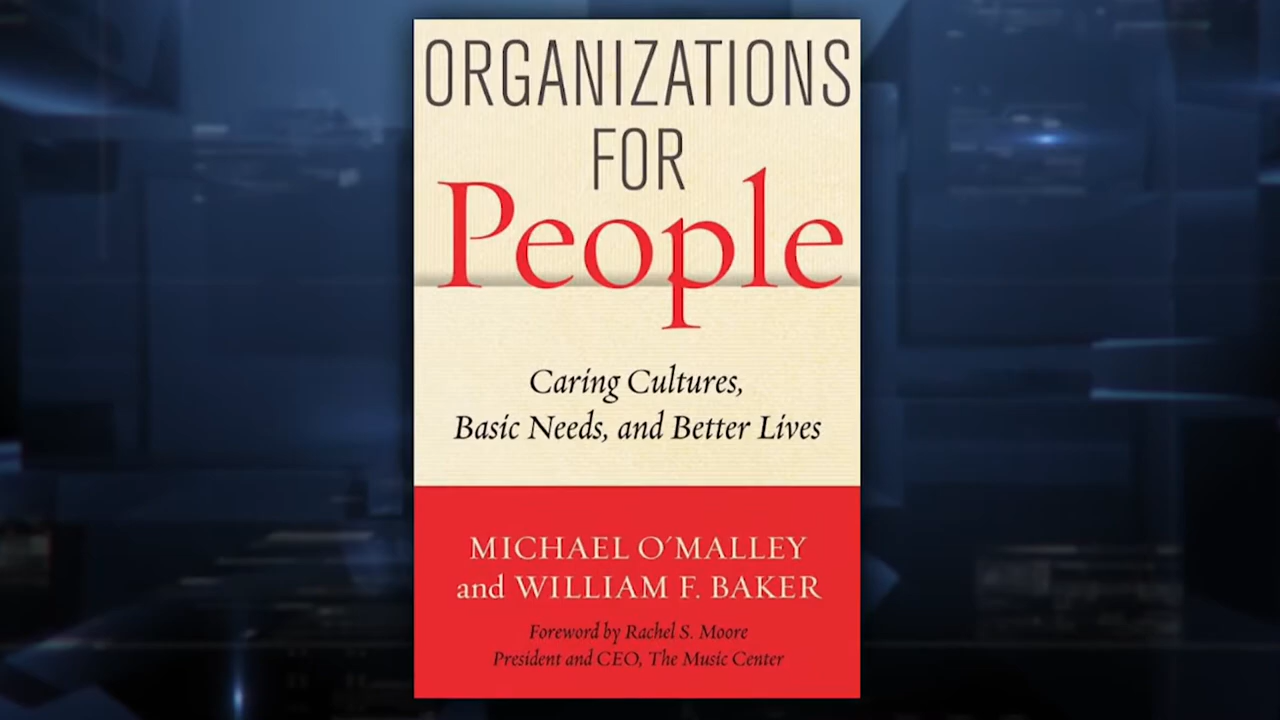 ORGANIZATIONS
FOR
People
Caring Cultures,
Basic Needs, and Better Lives
MICHAEL O´MALLEY
and WILLIAM F. BAKER
Foreword by Rachel S. Moore
President and CEO, The Music Center